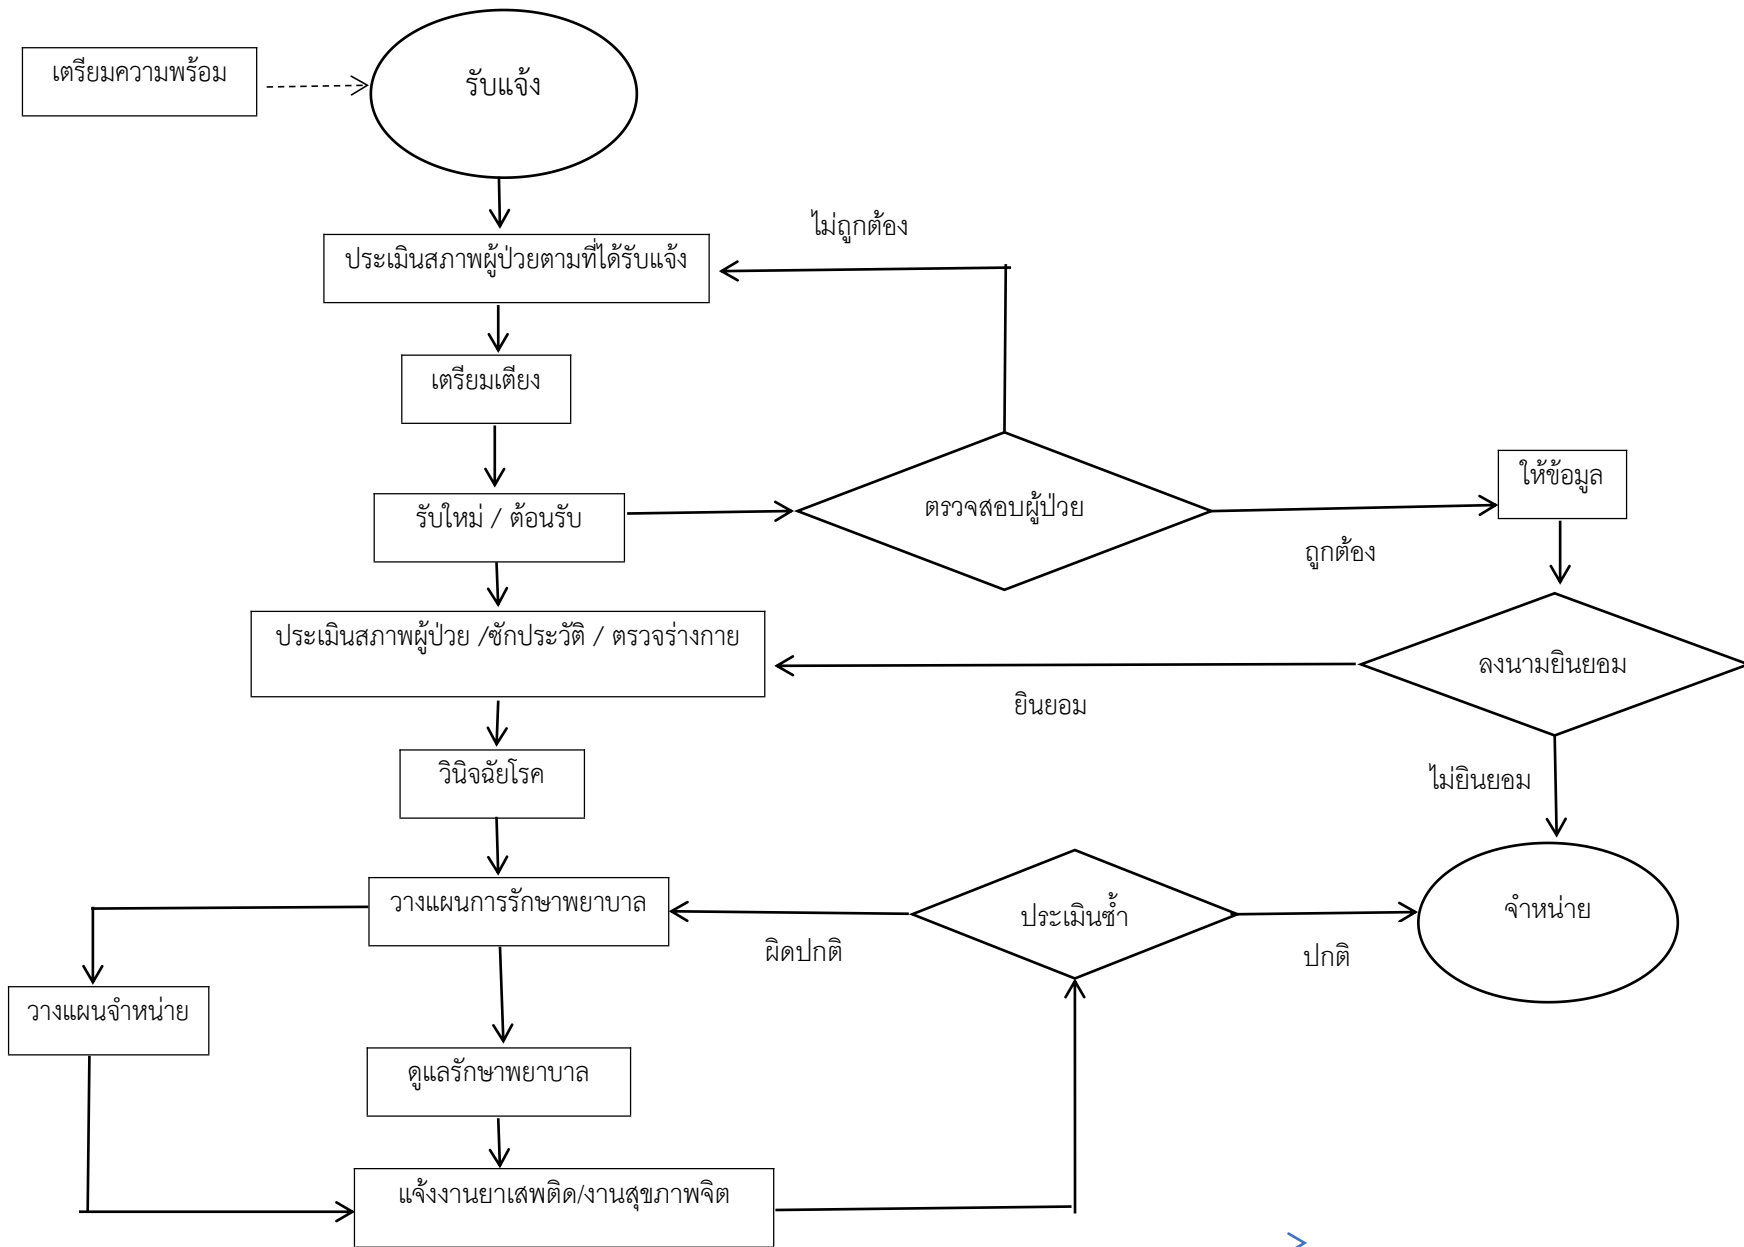 เตรียมความพร้อม
รับแจ้ง
ไม่ถูกต้อง
ประเมินสภาพผู้ป่วยตามที่ได้รับแจ้ง
เตรียมเตียง
รับใหม่ / ต้อนรับ
ตรวจสอบผู้ป่วย
ให้ข้อมูล
ถูกต้อง
ประเมินสภาพผู้ป่วย /ซักประวัติ / ตรวจร่างกาย
ลงนามยินยอม
ยินยอม
วินิจฉัยโรค
ไม่ยินยอม
วางแผนการรักษาพยาบาล
ประเมินซ้ำ
จำหน่าย
ผิดปกติ
ปกติ
วางแผนจำหน่าย
ดูแลรักษาพยาบาล
แจ้งงานยาเสพติด/งานสุขภาพจิต